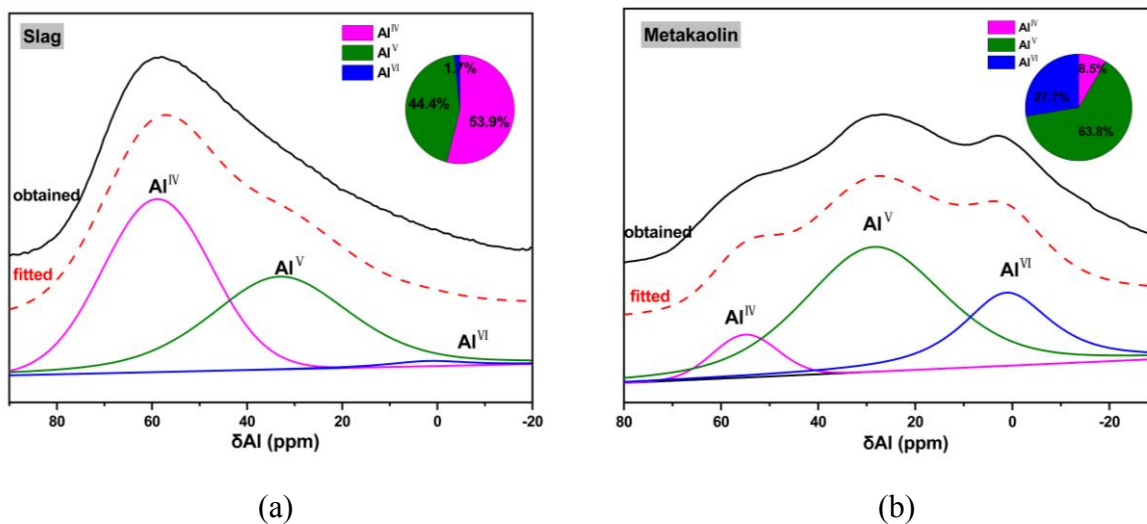 Slag
Al^IV
Al^V
Al^VI
1.7%
44.4%
53.9%
obtained
fitted
Al^IV
Al^V
Al^VI
80 60 40 20 0 -20
δAl (ppm)
(a)
Metakaolin
Al^IV
Al^V
Al^VI
8.5%
27.7%
63.8%
obtained
fitted
Al^IV
Al^V
Al^VI
80 60 40 20 0 -20
δAl (ppm)
(b)